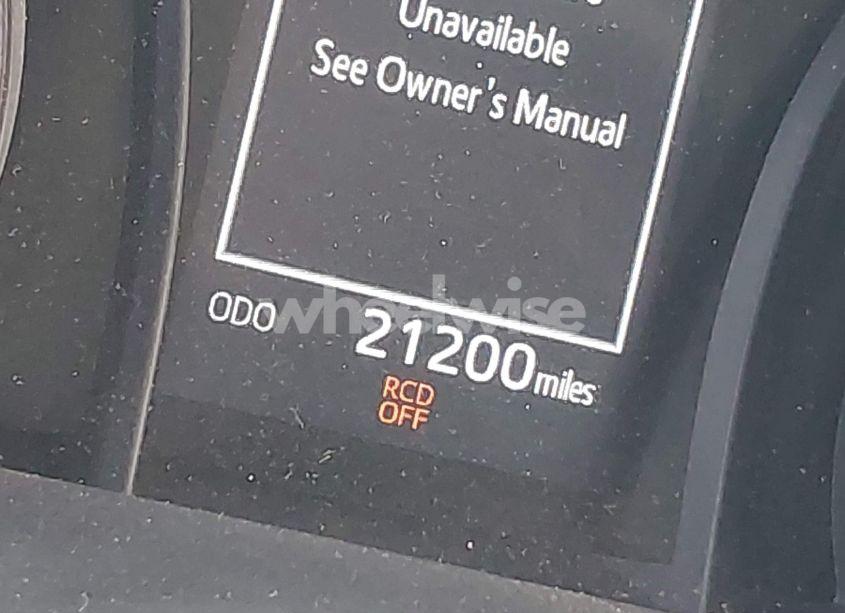 Unavailable
See Owner's Manual
wheelwise
ODO 21200 miles
RCD
OFF